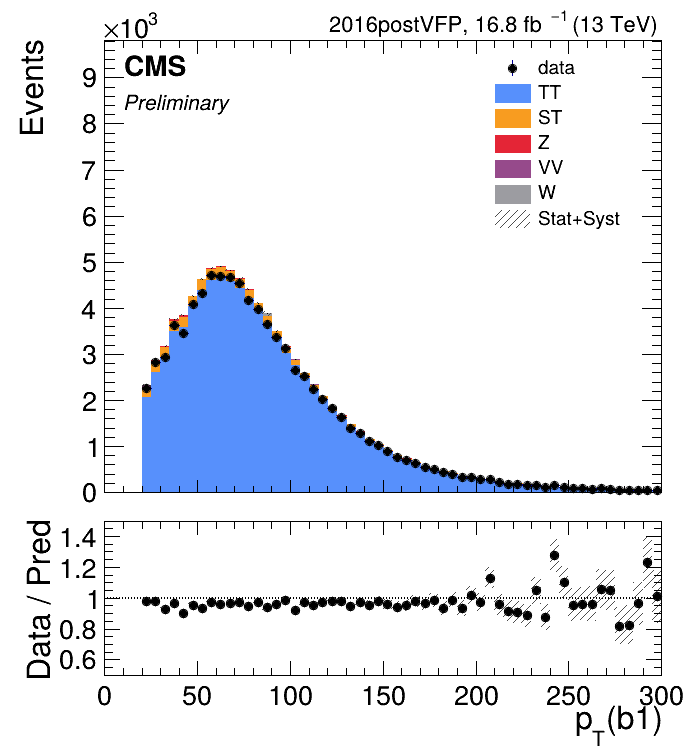 ×10³ 2016postVFP, 16.8 fb ⁻¹ (13 TeV)
Events
CMS
Preliminary
data
TT
ST
Z
VV
W
Stat+Syst
9
8
7
6
5
4
3
2
1
0
Data / Pred
1.4
1.2
1
0.8
0.6
0 50 100 150 200 250 300
p_T(b1)